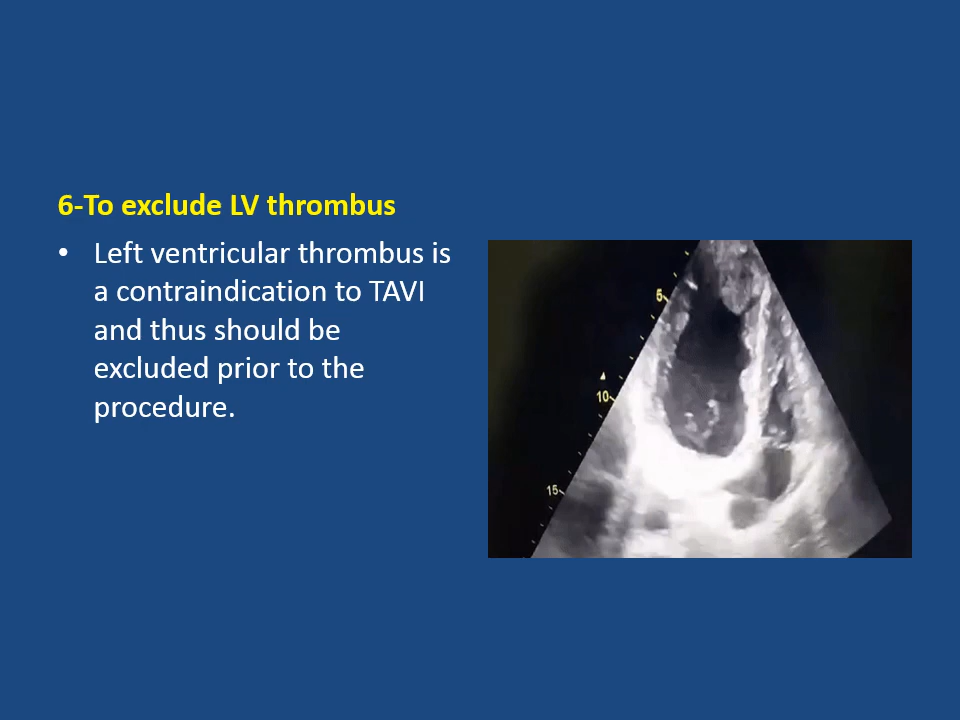 6-To exclude LV thrombus
• Left ventricular thrombus is
a contraindication to TAVI
and thus should be
excluded prior to the
procedure.
5
10
15